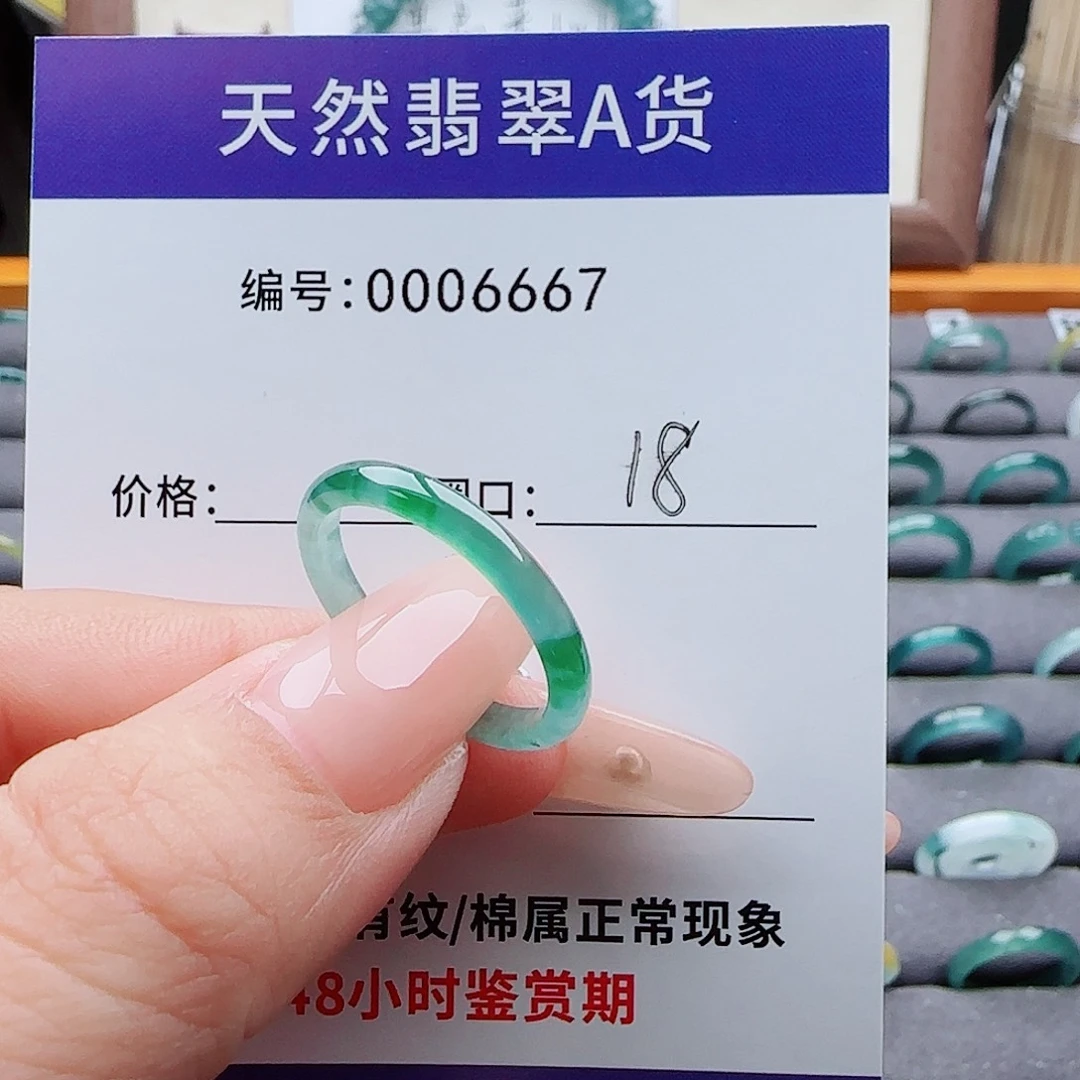 天然翡翠A货
编号:0006667
价格: 口: 18
纹/棉属正常现象
8小时鉴赏期